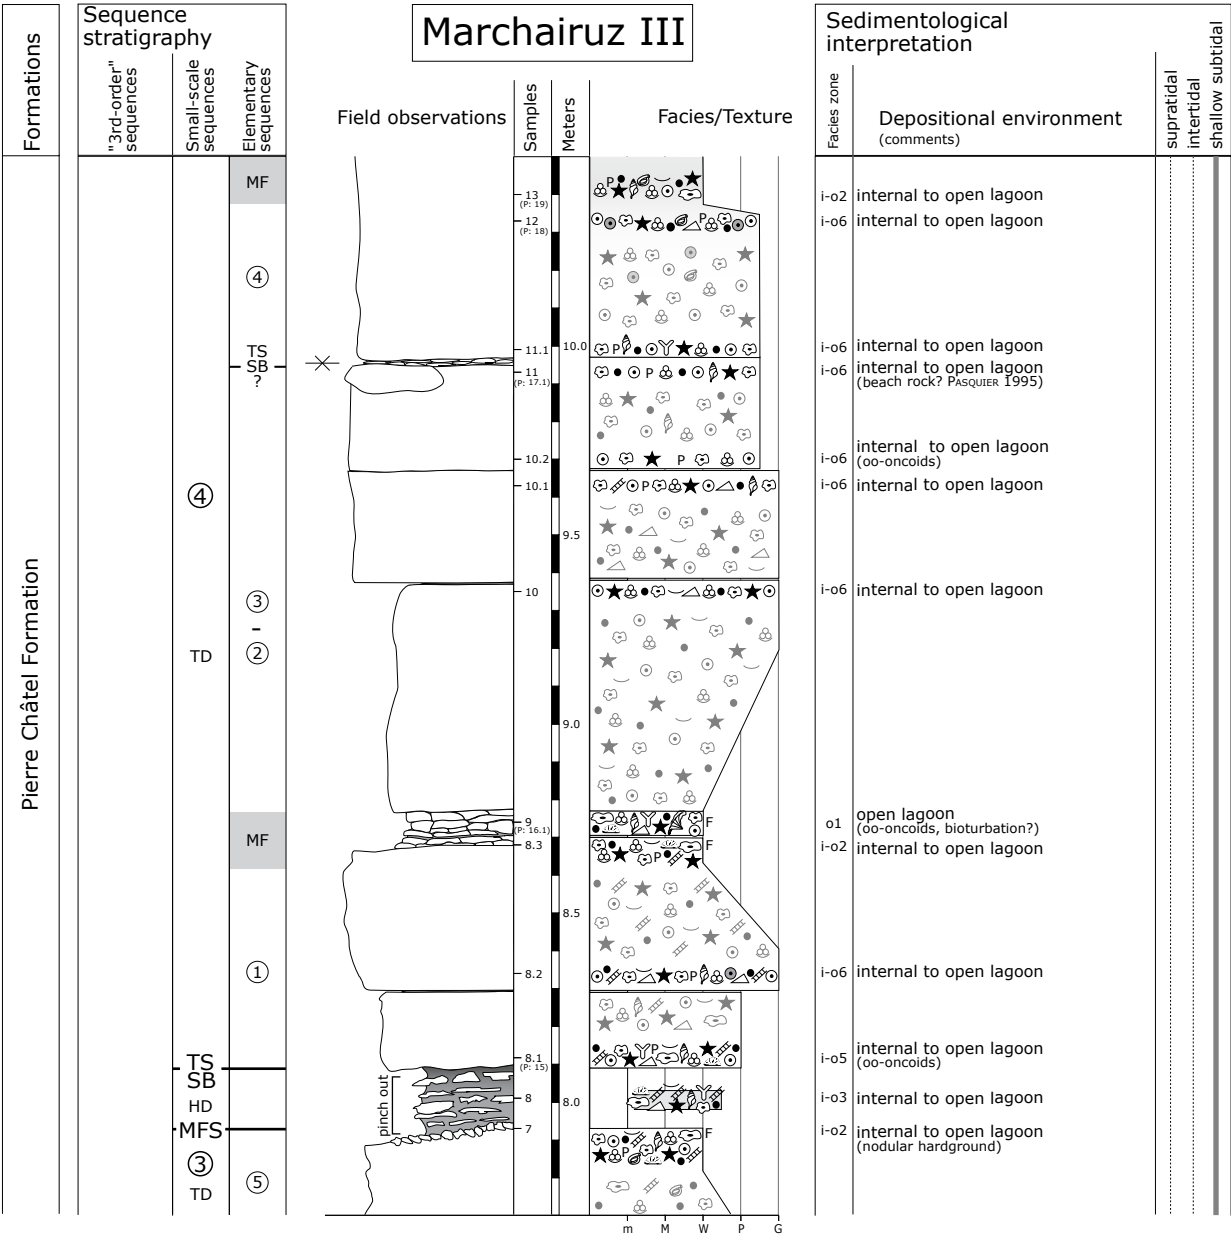 Marchairuz III
Formations
Sequence
stratigraphy
"3rd-order"
sequences
Small-scale
sequences
Elementary
sequences
Field observations
Samples
Meters
Facies/Texture
Sedimentological
interpretation
Facies zone
Depositional environment
(comments)
supratidal
intertidal
shallow subtidal
Pierre Châtel Formation
MF
4
TS
SB
?
4
3
-
2
TD
MF
1
TS
SB
HD
MFS
3
TD
5
pinch out
13
(P: 19)
12
(P: 18)
11.1
11
(P: 17.1)
10.2
10.1
10
9
(P: 16.1)
8.3
8.2
8.1
(P: 15)
8
7
10.0
9.5
9.0
8.5
8.0
P
P
P
P
P
P
F
F
P
P
P
F
P
m M W P G
i-o2 internal to open lagoon
i-o6 internal to open lagoon
i-o6 internal to open lagoon
i-o6 internal to open lagoon
(beach rock? PASQUIER 1995)
i-o6 internal to open lagoon
(oo-oncoids)
i-o6 internal to open lagoon
i-o6 internal to open lagoon
o1 open lagoon
(oo-oncoids, bioturbation?)
i-o2 internal to open lagoon
i-o6 internal to open lagoon
i-o5 internal to open lagoon
(oo-oncoids)
i-o3 internal to open lagoon
i-o2 internal to open lagoon
(nodular hardground)